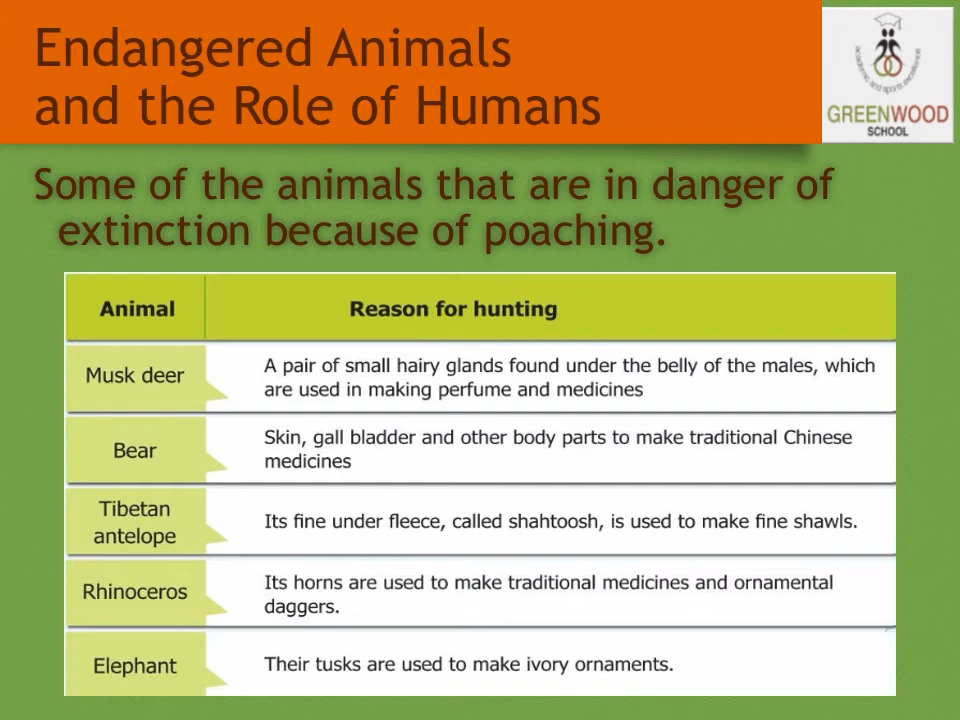 Endangered Animals
and the Role of Humans
academic and sports excellence
GREENWOOD
SCHOOL
Some of the animals that are in danger of
extinction because of poaching.
Animal
Reason for hunting
Musk deer
A pair of small hairy glands found under the belly of the males, which
are used in making perfume and medicines
Bear
Skin, gall bladder and other body parts to make traditional Chinese
medicines
Tibetan
antelope
Its fine under fleece, called shahtoosh, is used to make fine shawls.
Rhinoceros
Its horns are used to make traditional medicines and ornamental
daggers.
Elephant
Their tusks are used to make ivory ornaments.